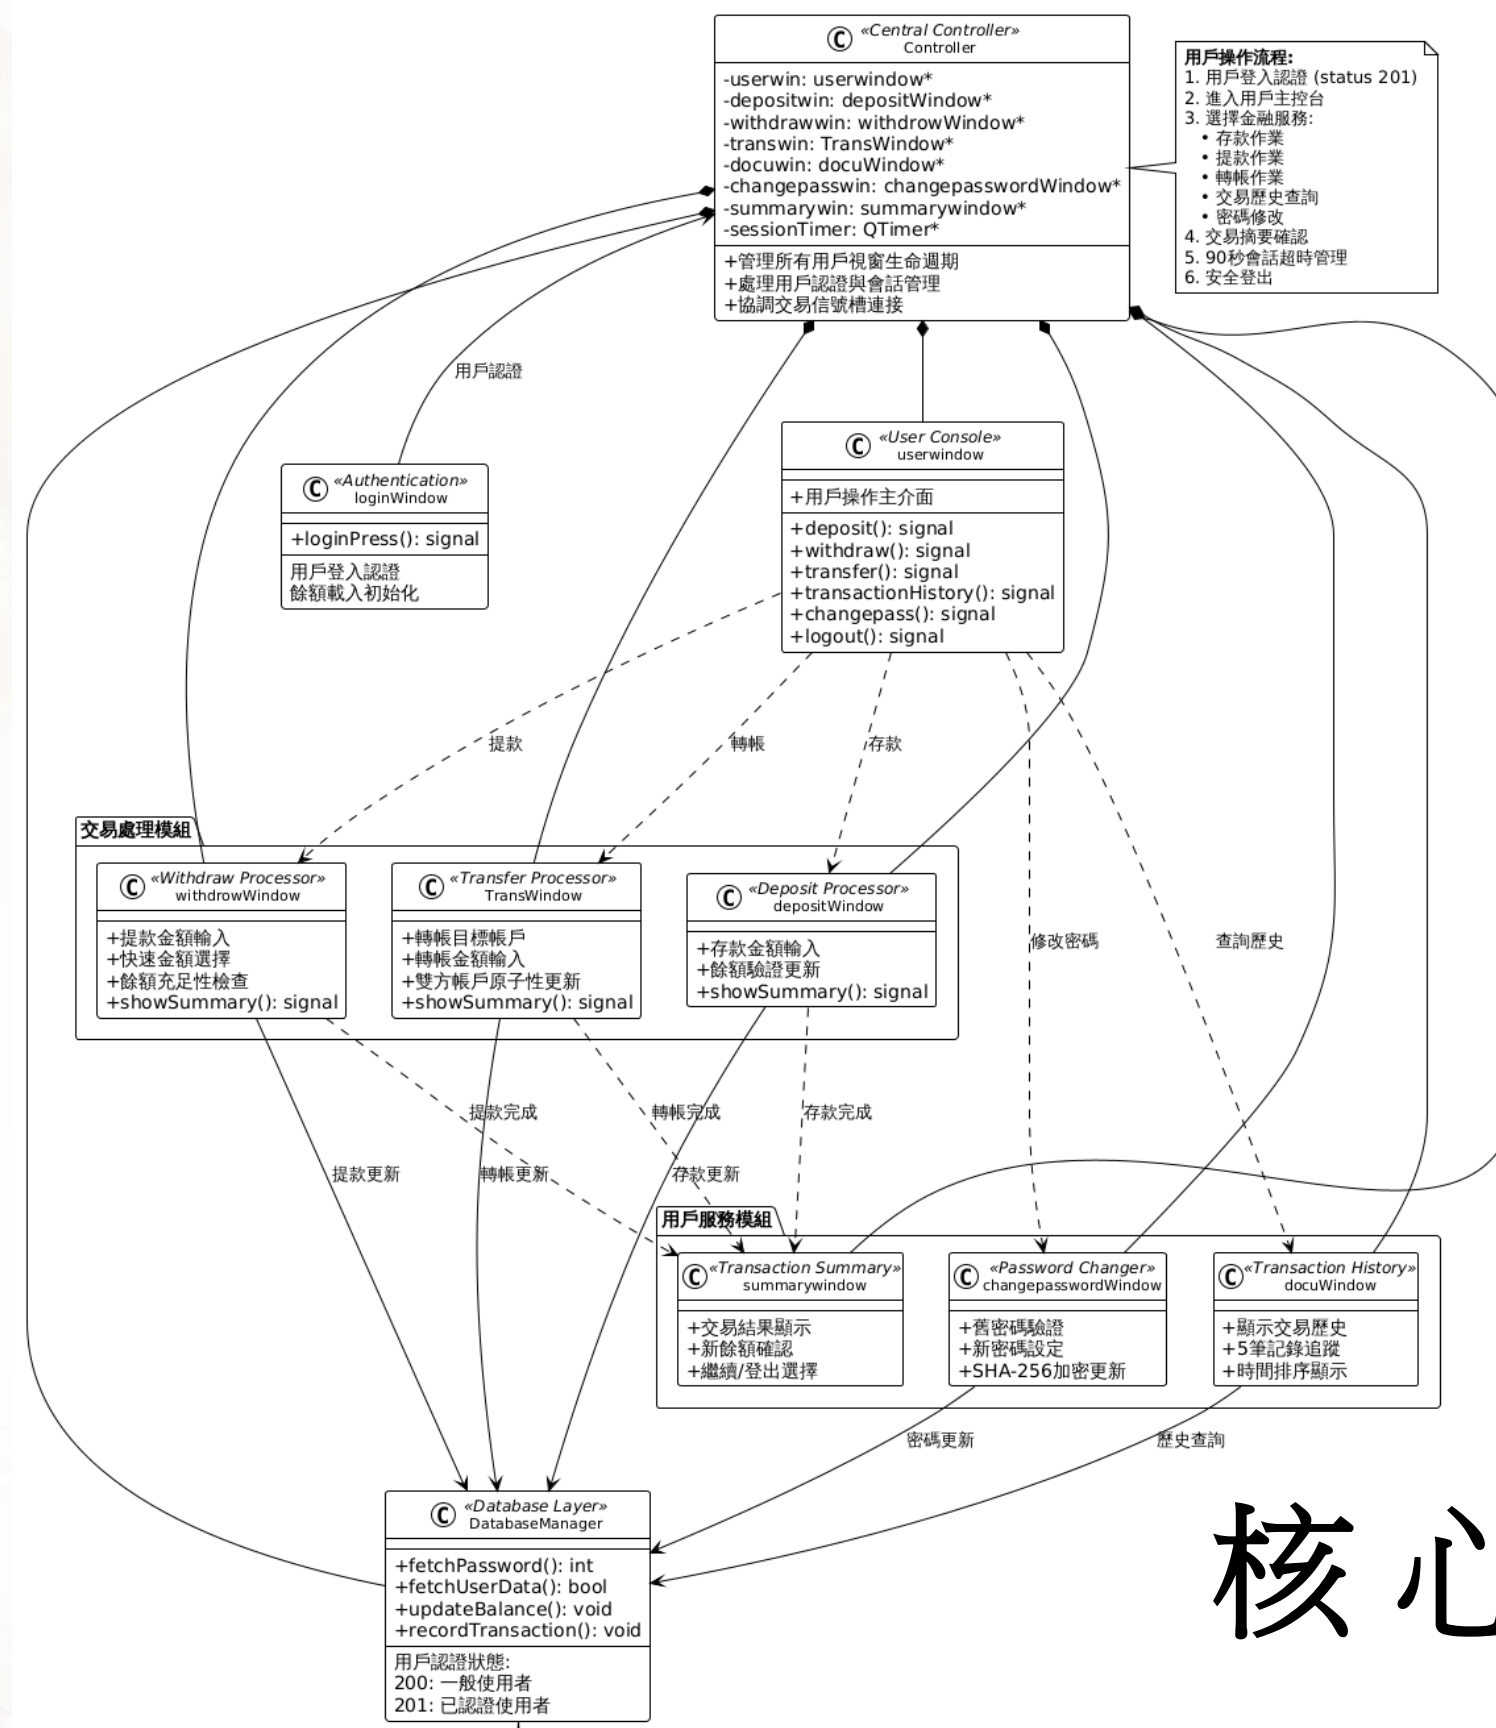 «Central Controller»
Controller
-userwin: userwindow*
-depositwin: depositWindow*
-withdrawwin: withdrowWindow*
-transwin: TransWindow*
-docuwin: docuWindow*
-changepasswin: changepasswordWindow*
-summarywin: summarywindow*
-sessionTimer: QTimer*
+管理所有用戶視窗生命週期
+處理用戶認證與會話管理
+協調交易信號槽連接
用戶操作流程:
1. 用戶登入認證 (status 201)
2. 進入用戶主控台
3. 選擇金融服務:
• 存款作業
• 提款作業
• 轉帳作業
• 交易歷史查詢
• 密碼修改
4. 交易摘要確認
5. 90秒會話超時管理
6. 安全登出
用戶認證
«Authentication»
loginWindow
+loginPress(): signal
用戶登入認證
餘額載入初始化
«User Console»
userwindow
+用戶操作主介面
+deposit(): signal
+withdraw(): signal
+transfer(): signal
+transactionHistory(): signal
+changepass(): signal
+logout(): signal
提款
轉帳
存款
修改密碼
查詢歷史
交易處理模組
«Withdraw Processor»
withdrowWindow
+提款金額輸入
+快速金額選擇
+餘額充足性檢查
+showSummary(): signal
«Transfer Processor»
TransWindow
+轉帳目標帳戶
+轉帳金額輸入
+雙方帳戶原子性更新
+showSummary(): signal
«Deposit Processor»
depositWindow
+存款金額輸入
+餘額驗證更新
+showSummary(): signal
提款完成
轉帳完成
存款完成
提款更新
轉帳更新
存款更新
用戶服務模組
«Transaction Summary»
summarywindow
+交易結果顯示
+新餘額確認
+繼續/登出選擇
«Password Changer»
changepasswordWindow
+舊密碼驗證
+新密碼設定
+SHA-256加密更新
«Transaction History»
docuWindow
+顯示交易歷史
+5筆記錄追蹤
+時間排序顯示
密碼更新
歷史查詢
«Database Layer»
DatabaseManager
+fetchPassword(): int
+fetchUserData(): bool
+updateBalance(): void
+recordTransaction(): void
用戶認證狀態:
200: 一般使用者
201: 已認證使用者
核心